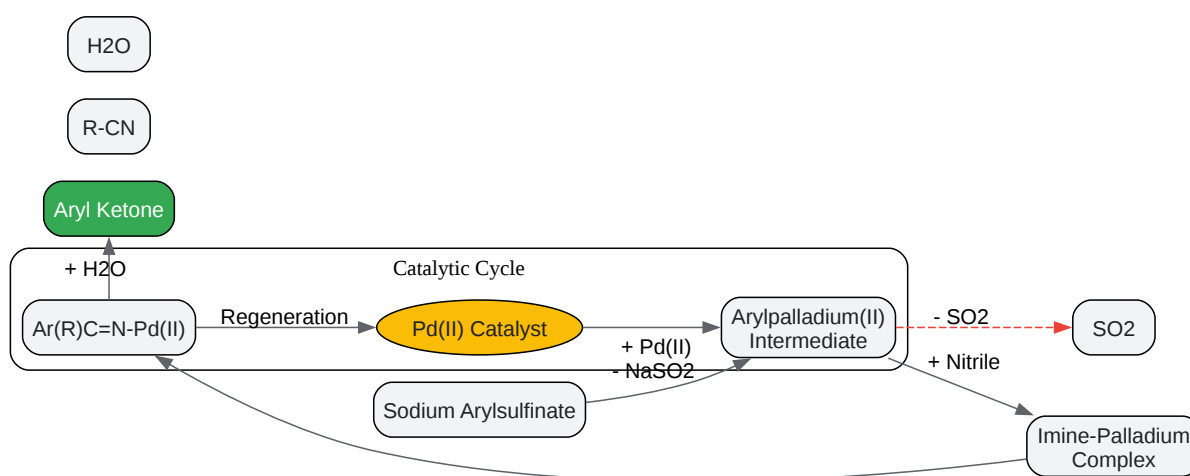 H2O
R-CN
Aryl Ketone
+ H2O
Catalytic Cycle
Ar(R)C=N-Pd(II)
Regeneration
Pd(II) Catalyst
+ Pd(II)
- NaSO2
Arylpalladium(II)
Intermediate
- SO2
SO2
+ Nitrile
Sodium Arylsulfinate
Imine-Palladium
Complex